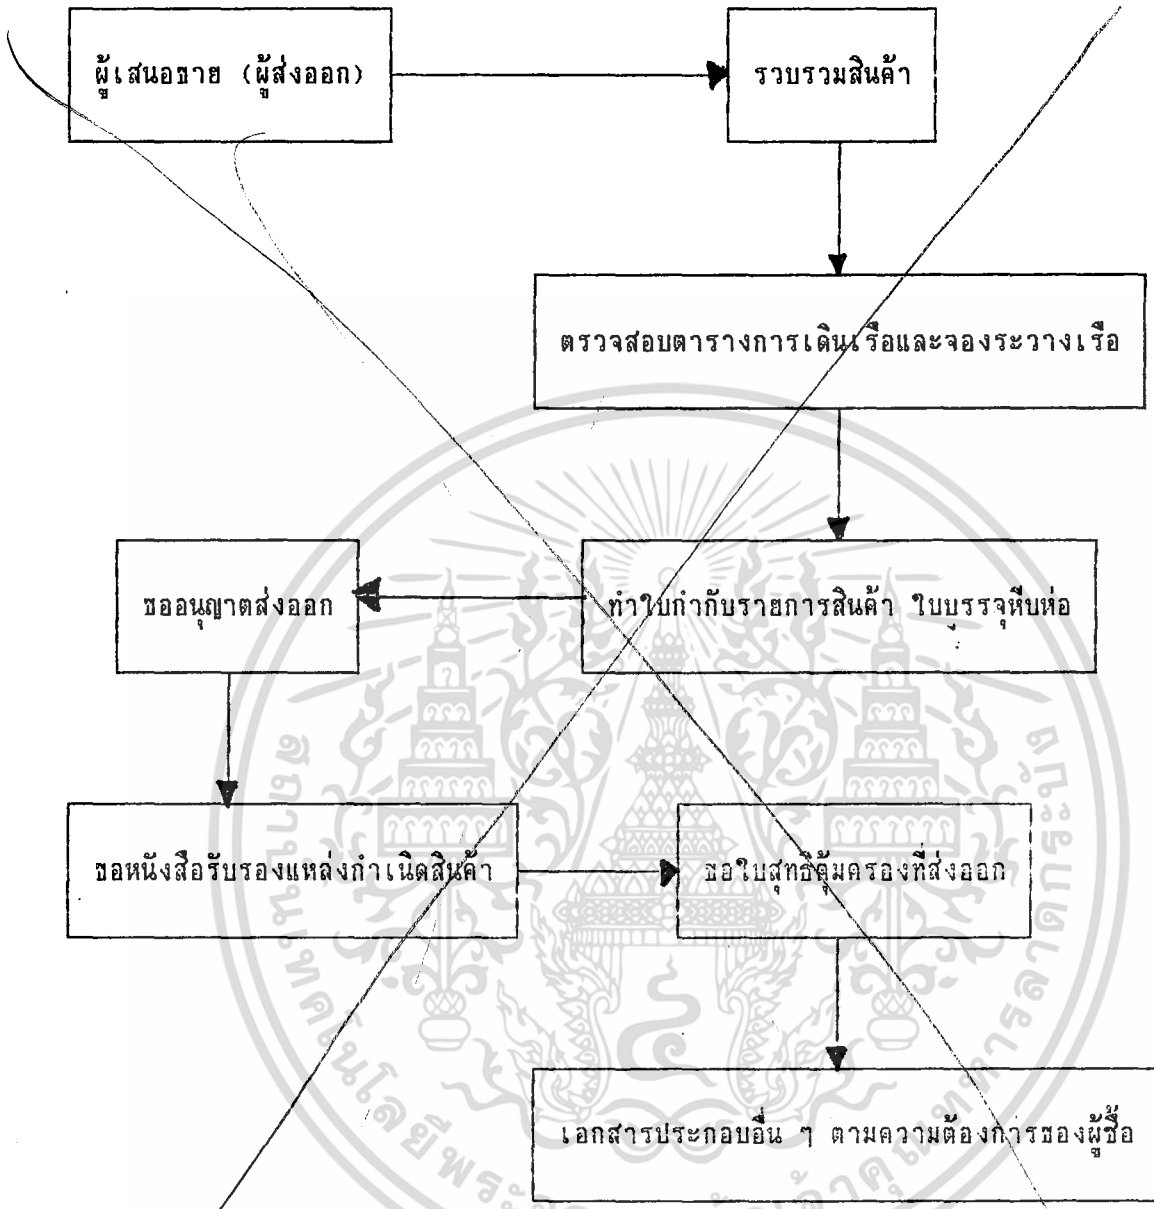 ผู้เสนอขาย (ผู้ส่งออก)
รวบรวมสินค้า
ตรวจสอบตารางการเดินเรือและจองระวางเรือ
ทำใบกำกับรายการสินค้า ใบบรรจุหีบห่อ
ขออนุญาตส่งออก
ขอหนังสือรับรองแหล่งกำเนิดสินค้า
ขอใบสุทธิคุ้มครองที่ส่งออก
เอกสารประกอบอื่น ๆ ตามความต้องการของผู้ซื้อ